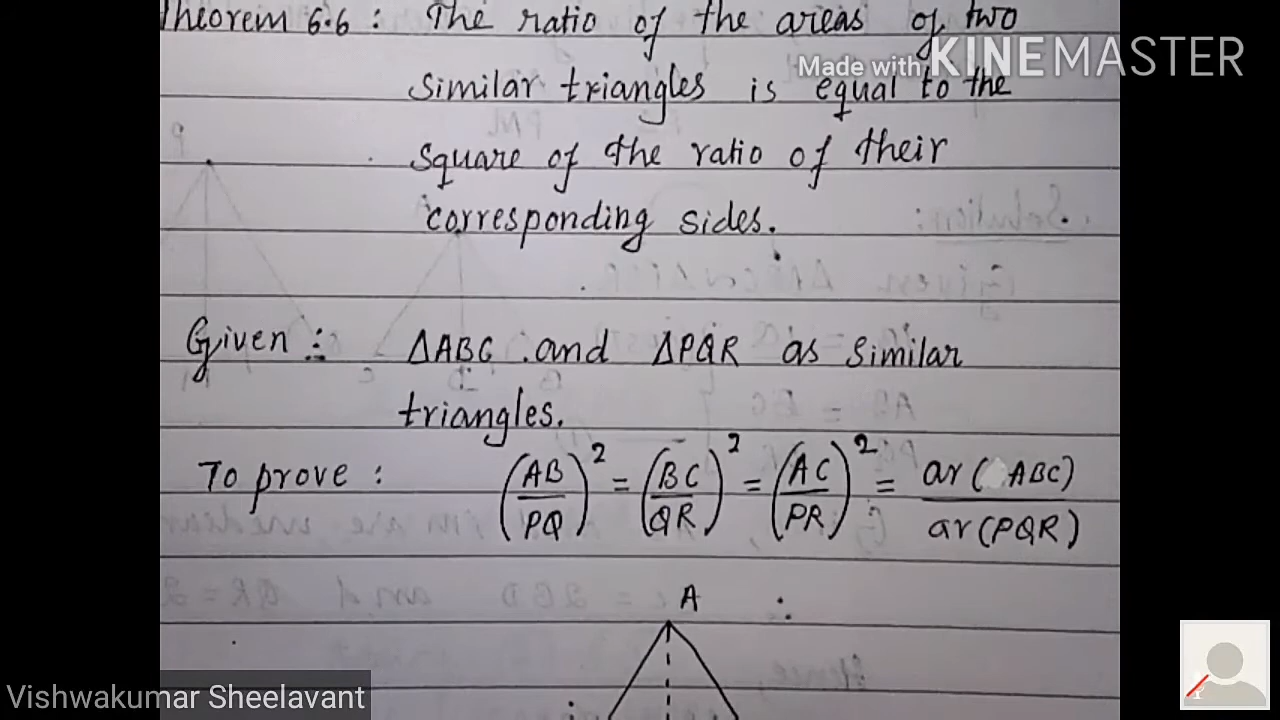 Theorem 6.6 : The ratio of the areas of two
Made with KINEMASTER
similar triangles is equal to the
square of the ratio of their
corresponding sides.
Given : ΔABC and ΔPQR as similar
triangles.
To prove : (AB/PQ)² = (BC/QR)² = (AC/PR)² = ar( ABC)/ar(PQR)
A
Vishwakumar Sheelavant